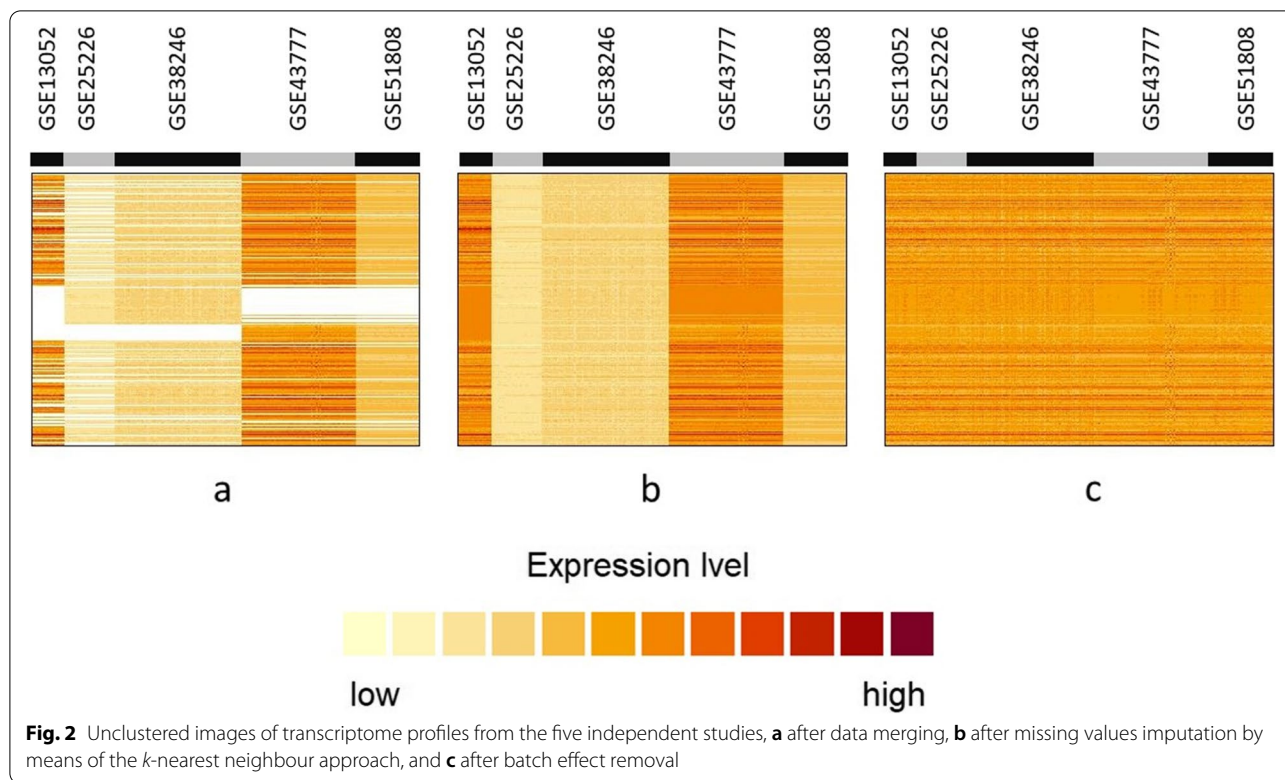 GSE13052
GSE25226
GSE38246
GSE43777
GSE51808
GSE13052
GSE25226
GSE38246
GSE43777
GSE51808
GSE13052
GSE25226
GSE38246
GSE43777
GSE51808
a
b
c
Expression lvel
low
high
Fig. 2 Unclustered images of transcriptome profiles from the five independent studies, a after data merging, b after missing values imputation by
means of the k-nearest neighbour approach, and c after batch effect removal